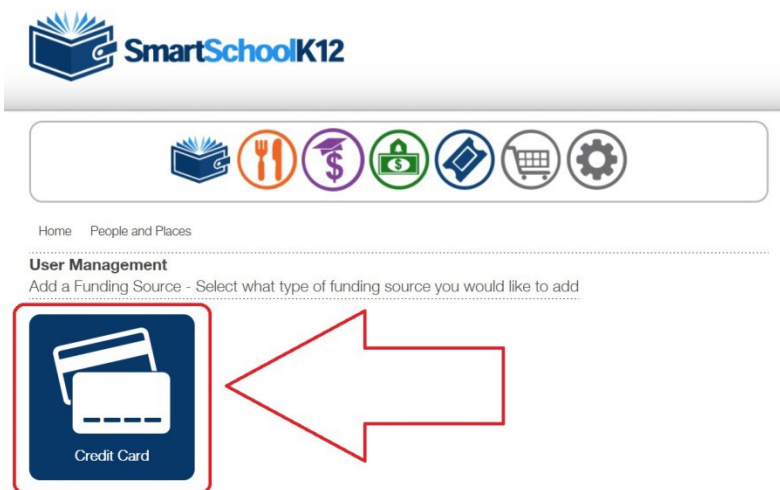 SmartSchoolK12
$
$
Home People and Places
User Management
Add a Funding Source - Select what type of funding source you would like to add
Credit Card